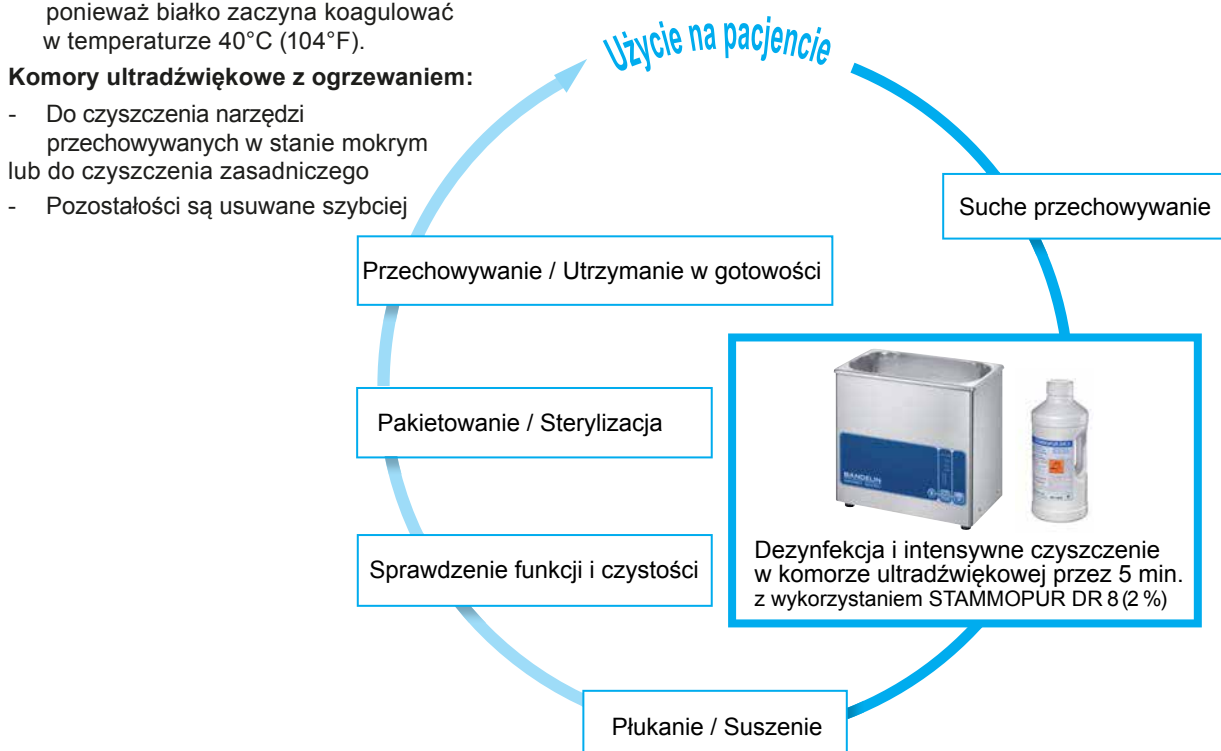 ponieważ białko zaczyna koagulować
w temperaturze 40°C (104°F).
Komory ultradźwiękowe z ogrzewaniem:
- Do czyszczenia narzędzi
przechowywanych w stanie mokrym
lub do czyszczenia zasadniczego
- Pozostałości są usuwane szybciej
Użycie na pacjencie
Suche przechowywanie
Przechowywanie / Utrzymanie w gotowości
Pakietowanie / Sterylizacja
BANDELIN
Dezynfekcja i intensywne czyszczenie
w komorze ultradźwiękowej przez 5 min.
z wykorzystaniem STAMMOPUR DR 8 (2 %)
Sprawdzenie funkcji i czystości
Płukanie / Suszenie